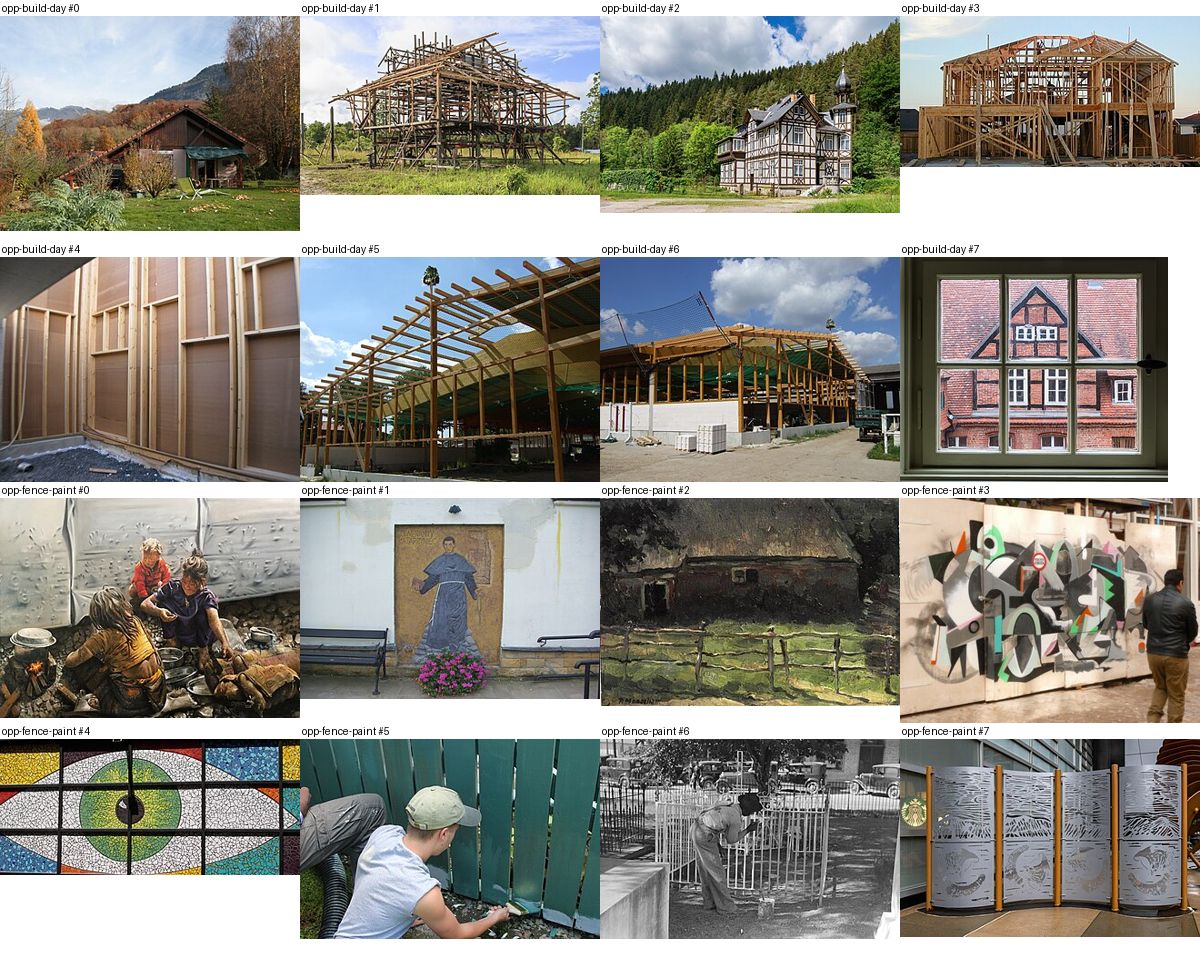 opp-build-day #0
opp-build-day #1
opp-build-day #2
opp-build-day #3
opp-build-day #4
opp-build-day #5
opp-build-day #6
opp-build-day #7
opp-fence-paint #0
opp-fence-paint #1
opp-fence-paint #2
opp-fence-paint #3
opp-fence-paint #4
opp-fence-paint #5
opp-fence-paint #6
opp-fence-paint #7